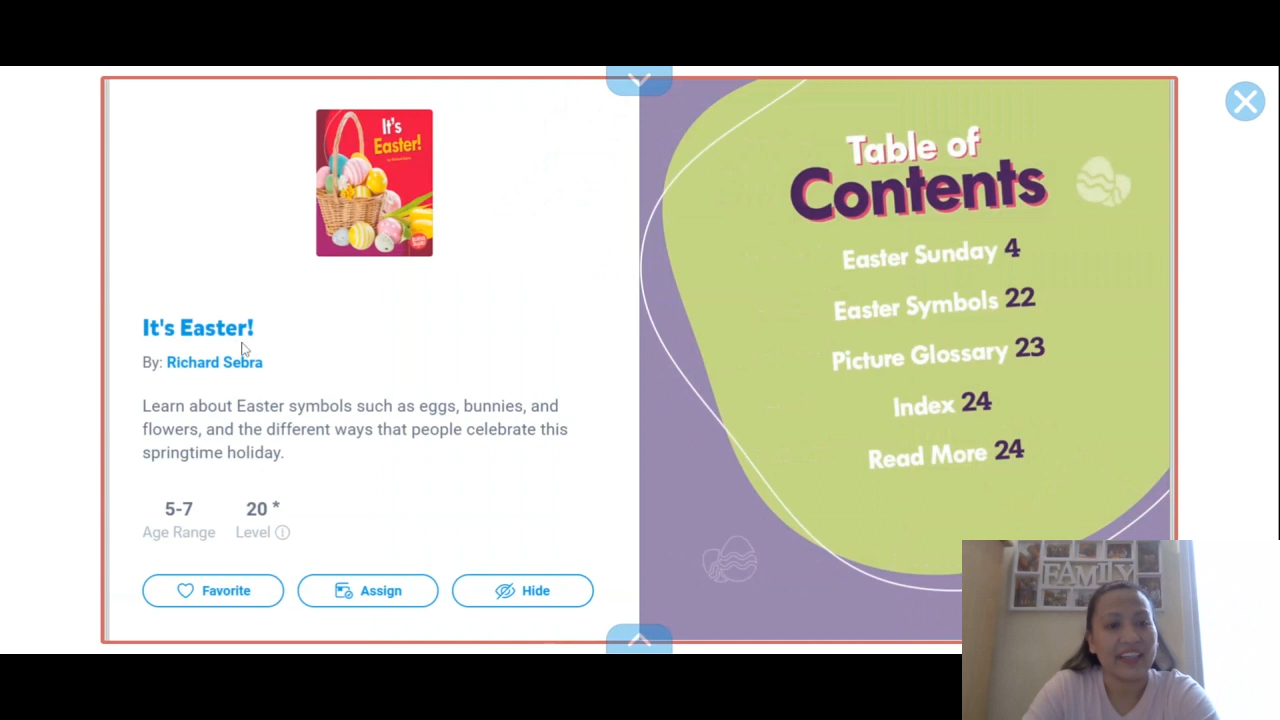 It's
Easter!
It's Easter!
By: Richard Sebra
Learn about Easter symbols such as eggs, bunnies, and
flowers, and the different ways that people celebrate this
springtime holiday.
5-7
Age Range
20 *
Level
Favorite
Assign
Hide
Table of
Contents
Easter Sunday 4
Easter Symbols 22
Picture Glossary 23
Index 24
Read More 24
FAMILY